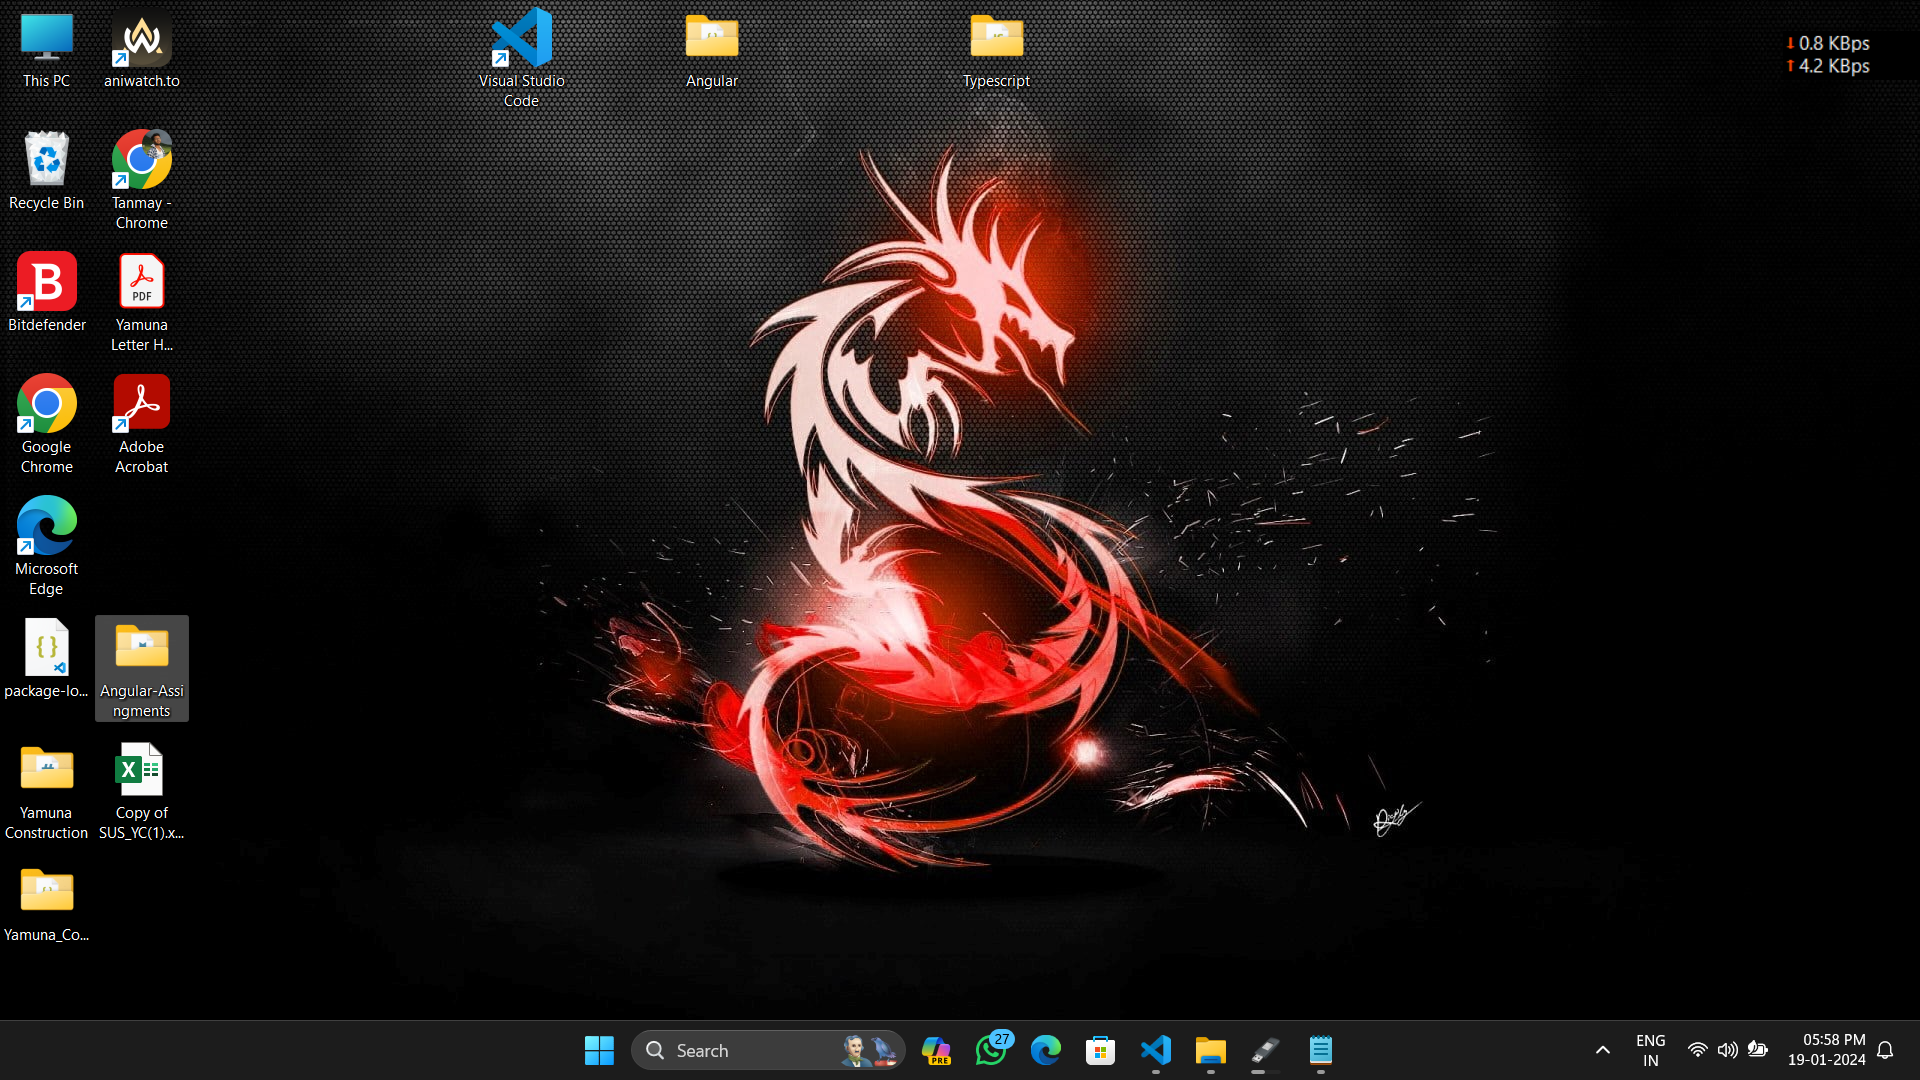 This PC
aniwatch.to
Visual Studio
Code
Angular
Typescript
↓ 0.8 KBps
↑ 4.2 KBps
Recycle Bin
Tanmay -
Chrome
B
Bitdefender
PDF
Yamuna
Letter H...
Google
Chrome
Adobe
Acrobat
Microsoft
Edge
{ }
package-lo...
Angular-Assi
ngments
Yamuna
Construction
X
Copy of
SUS_YC(1).x...
Yamuna_Co...
Search
PRE
27
ENG
IN
05:58 PM
19-01-2024